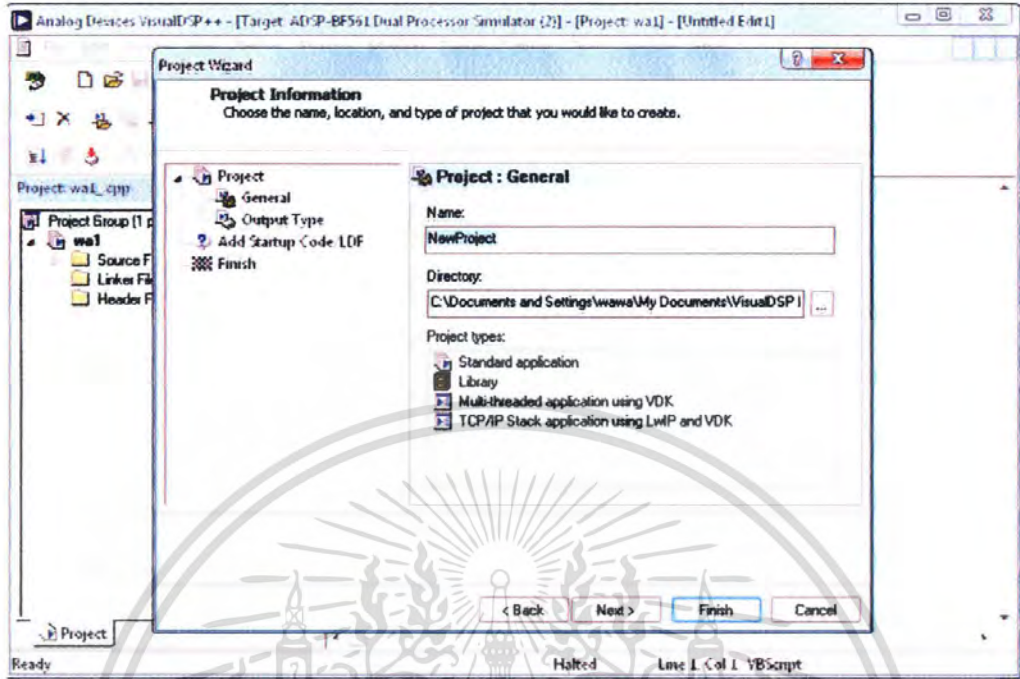 Analog Devices VisualDSP++ - [Target: ADSP-BF561 Dual Processor Simulator (2)] - [Project: wa1] - [Untitled Edit1]
Project Wizard
Project Information
Choose the name, location, and type of project that you would like to create.
Project
General
Output Type
Add Startup Code/LDF
Finish
Project : General
Name:
NewProject
Directory:
C:\Documents and Settings\wawa\My Documents\VisualDSP
...
Project types:
Standard application
Library
Multi-threaded application using VDK
TCP/IP Stack application using LwIP and VDK
< Back
Next >
Finish
Cancel
Project: wa1_cpp
Project Group (1 p
wa1
Source F
Linker File
Header F
Project
Ready
Halted
Line 1 Col 1
VBScript